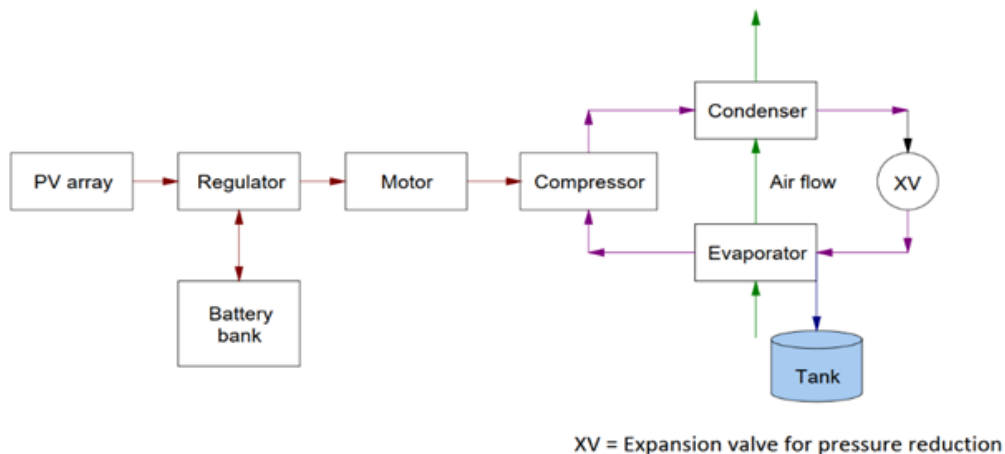 Condenser
PV array
Regulator
Motor
Compressor
Air flow
XV
Evaporator
Battery
bank
Tank
XV = Expansion valve for pressure reduction